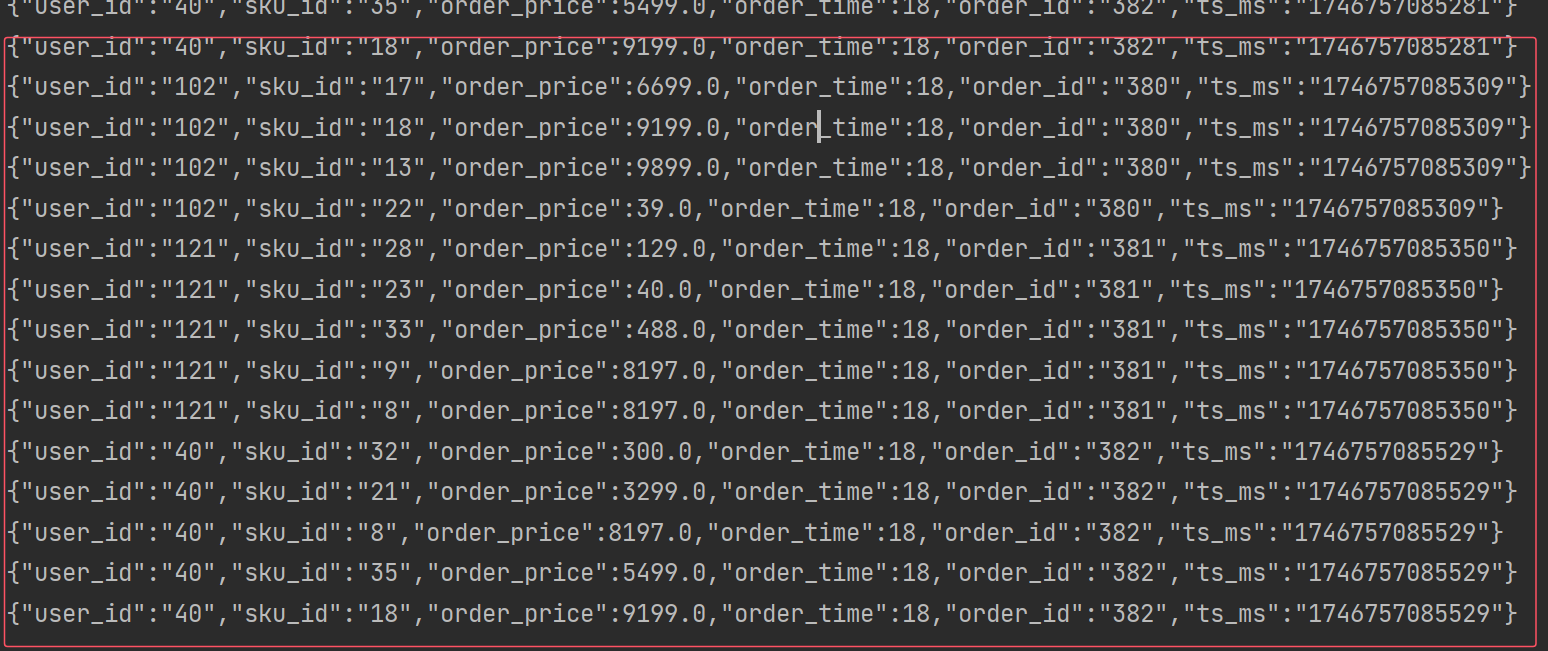 {"user_id":"40","sku_id":"35","order_price":5499.0,"order_time":18,"order_id":"382","ts_ms":"1746757085281"}
{"user_id":"40","sku_id":"18","order_price":9199.0,"order_time":18,"order_id":"382","ts_ms":"1746757085281"}
{"user_id":"102","sku_id":"17","order_price":6699.0,"order_time":18,"order_id":"380","ts_ms":"1746757085309"}
{"user_id":"102","sku_id":"18","order_price":9199.0,"order_time":18,"order_id":"380","ts_ms":"1746757085309"}
{"user_id":"102","sku_id":"13","order_price":9899.0,"order_time":18,"order_id":"380","ts_ms":"1746757085309"}
{"user_id":"102","sku_id":"22","order_price":39.0,"order_time":18,"order_id":"380","ts_ms":"1746757085309"}
{"user_id":"121","sku_id":"28","order_price":129.0,"order_time":18,"order_id":"381","ts_ms":"1746757085350"}
{"user_id":"121","sku_id":"23","order_price":40.0,"order_time":18,"order_id":"381","ts_ms":"1746757085350"}
{"user_id":"121","sku_id":"33","order_price":488.0,"order_time":18,"order_id":"381","ts_ms":"1746757085350"}
{"user_id":"121","sku_id":"9","order_price":8197.0,"order_time":18,"order_id":"381","ts_ms":"1746757085350"}
{"user_id":"121","sku_id":"8","order_price":8197.0,"order_time":18,"order_id":"381","ts_ms":"1746757085350"}
{"user_id":"40","sku_id":"32","order_price":300.0,"order_time":18,"order_id":"382","ts_ms":"1746757085529"}
{"user_id":"40","sku_id":"21","order_price":3299.0,"order_time":18,"order_id":"382","ts_ms":"1746757085529"}
{"user_id":"40","sku_id":"8","order_price":8197.0,"order_time":18,"order_id":"382","ts_ms":"1746757085529"}
{"user_id":"40","sku_id":"35","order_price":5499.0,"order_time":18,"order_id":"382","ts_ms":"1746757085529"}
{"user_id":"40","sku_id":"18","order_price":9199.0,"order_time":18,"order_id":"382","ts_ms":"1746757085529"}